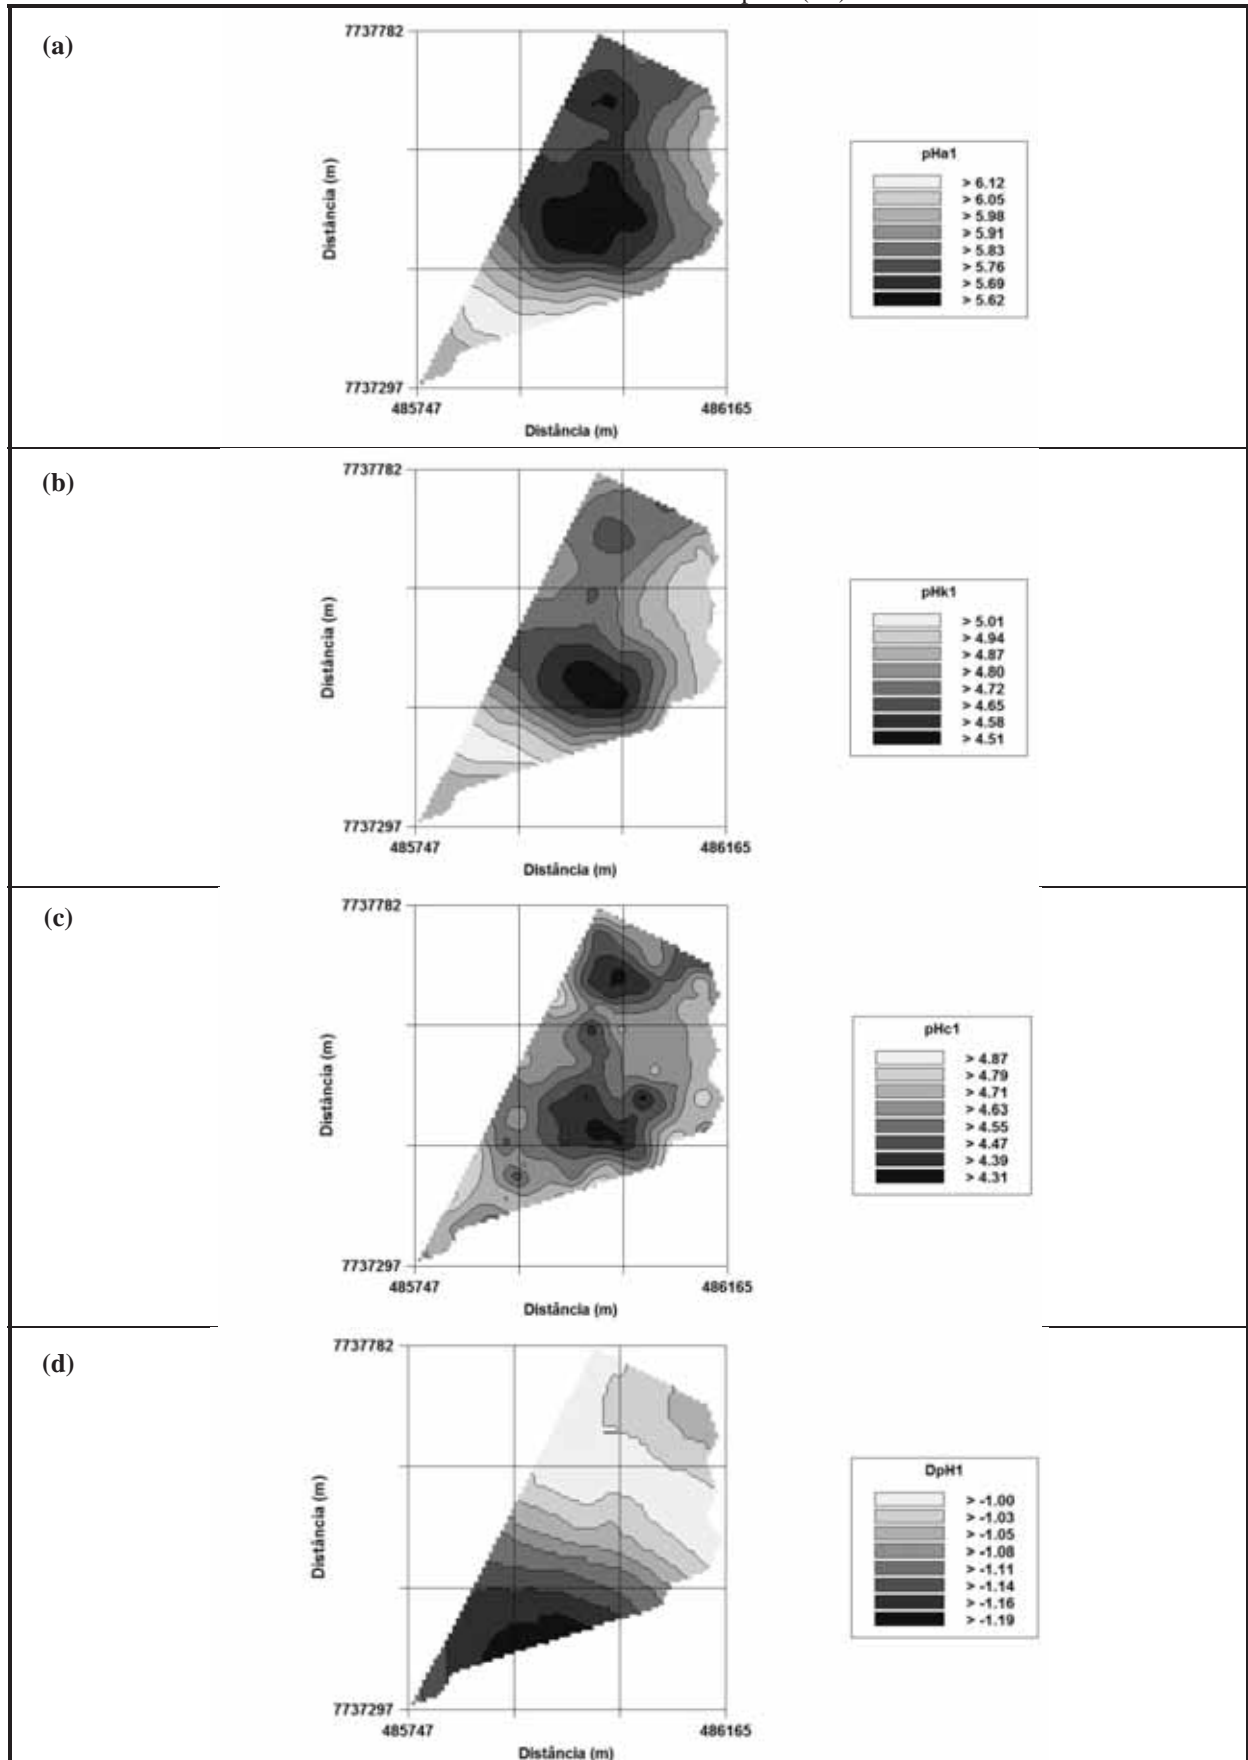 (a)
7737782
Distância (m)
7737297
485747 486165
Distância (m)
pHa1
> 6.12
> 6.05
> 5.98
> 5.91
> 5.83
> 5.76
> 5.69
> 5.62
(b)
7737782
Distância (m)
7737297
485747 486165
Distância (m)
pHk1
> 5.01
> 4.94
> 4.87
> 4.80
> 4.72
> 4.65
> 4.58
> 4.51
(c)
7737782
Distância (m)
7737297
485747 486165
Distância (m)
pHc1
> 4.87
> 4.79
> 4.71
> 4.63
> 4.55
> 4.47
> 4.39
> 4.31
(d)
7737782
Distância (m)
7737297
485747 486165
Distância (m)
DpH1
> -1.00
> -1.03
> -1.05
> -1.08
> -1.11
> -1.14
> -1.16
> -1.19